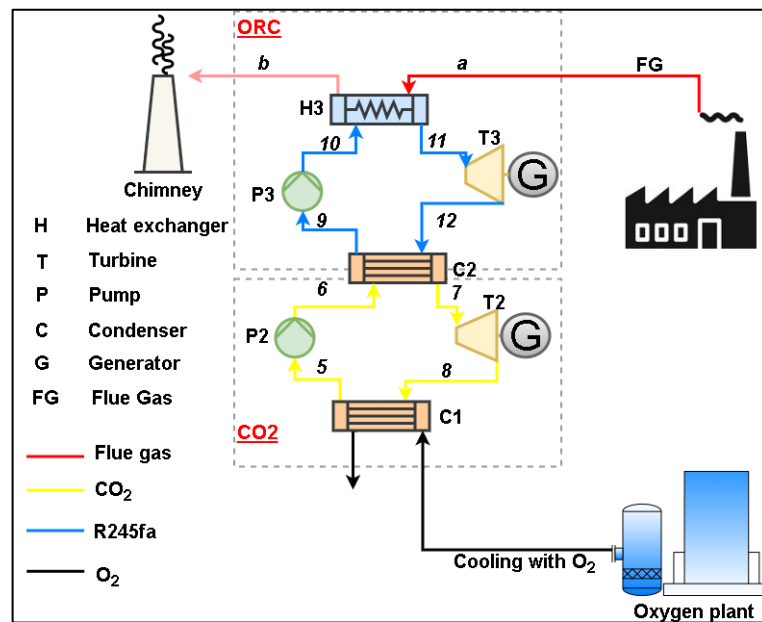 ORC
b
a
FG
H3
10
11
T3
G
P3
Chimney
9
12
C2
H Heat exchanger
T Turbine
P Pump
C Condenser
G Generator
FG Flue Gas
6
7
T2
G
P2
5
8
C1
CO2
Flue gas
CO₂
R245fa
O₂
Cooling with O₂
Oxygen plant